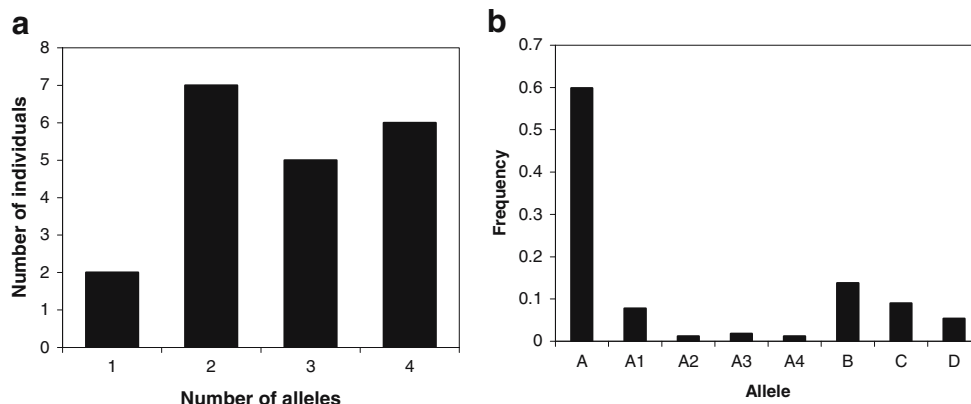 a
8
7
6
5
4
3
2
1
0
Number of individuals
1 2 3 4
Number of alleles
b
0.7
0.6
0.5
0.4
0.3
0.2
0.1
0
Frequency
A A1 A2 A3 A4 B C D
Allele